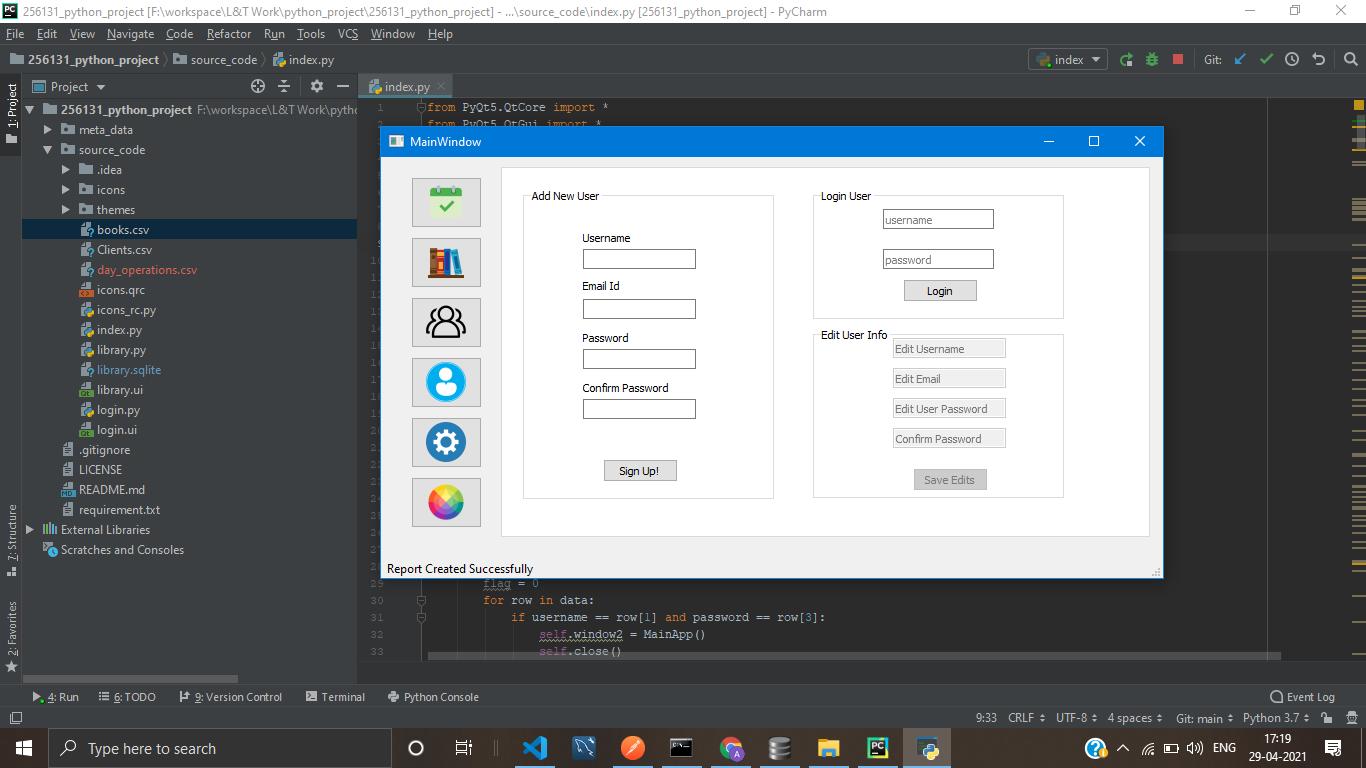 256131_python_project [F:\workspace\L&T Work\python_project\256131_python_project] - ...\source_code\index.py [256131_python_project] - PyCharm
File Edit View Navigate Code Refactor Run Tools VCS Window Help
256131_python_project source_code index.py
index Git:
1: Project
Project
index.py
256131_python_project F:\workspace\L&T Work\pytho
meta_data
source_code
.idea
icons
themes
books.csv
Clients.csv
day_operations.csv
icons.qrc
icons_rc.py
index.py
library.py
library.sqlite
library.ui
login.py
login.ui
.gitignore
LICENSE
README.md
requirement.txt
External Libraries
Scratches and Consoles
7: Structure
2: Favorites
1 from PyQt5.QtCore import *
from PyQt5.QtGui import *
MainWindow
Add New User
Username
Email Id
Password
Confirm Password
Sign Up!
Login User
username
password
Login
Edit User Info
Edit Username
Edit Email
Edit User Password
Confirm Password
Save Edits
Report Created Successfully
29 flag = 0
30 for row in data:
31 if username == row[1] and password == row[3]:
32 self.window2 = MainApp()
33 self.close()
4: Run 6: TODO 9: Version Control Terminal Python Console Event Log
9:33 CRLF UTF-8 4 spaces Git: main Python 3.7
Type here to search
ENG
17:19
29-04-2021